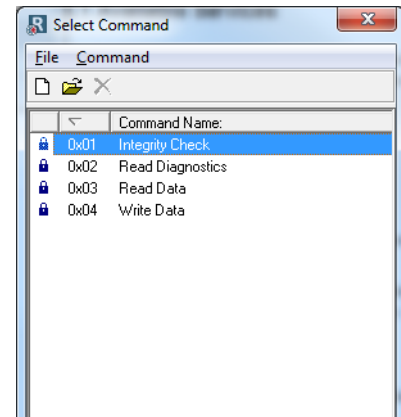 Select Command
File Command
Command Name:
0x01 Integrity Check
0x02 Read Diagnostics
0x03 Read Data
0x04 Write Data